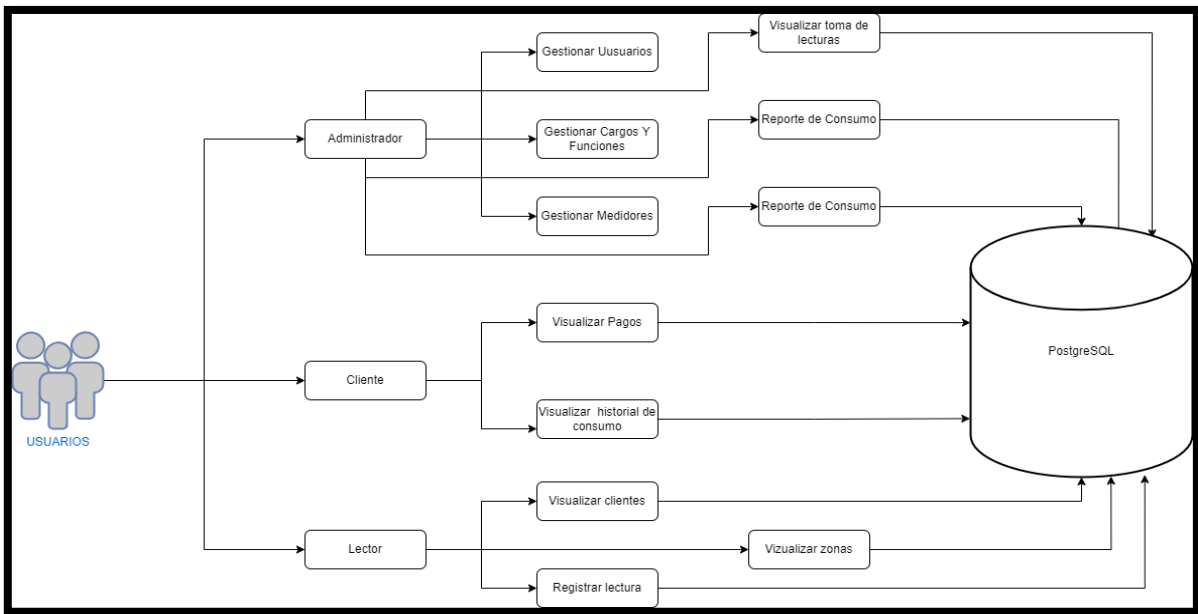 Visualizar toma de
lecturas
Gestionar Uusuarios
Reporte de Consumo
Administrador
Gestionar Cargos Y
Funciones
Reporte de Consumo
Gestionar Medidores
Visualizar Pagos
PostgreSQL
Cliente
Visualizar historial de
consumo
USUARIOS
Visualizar clientes
Lector
Vizualizar zonas
Registrar lectura